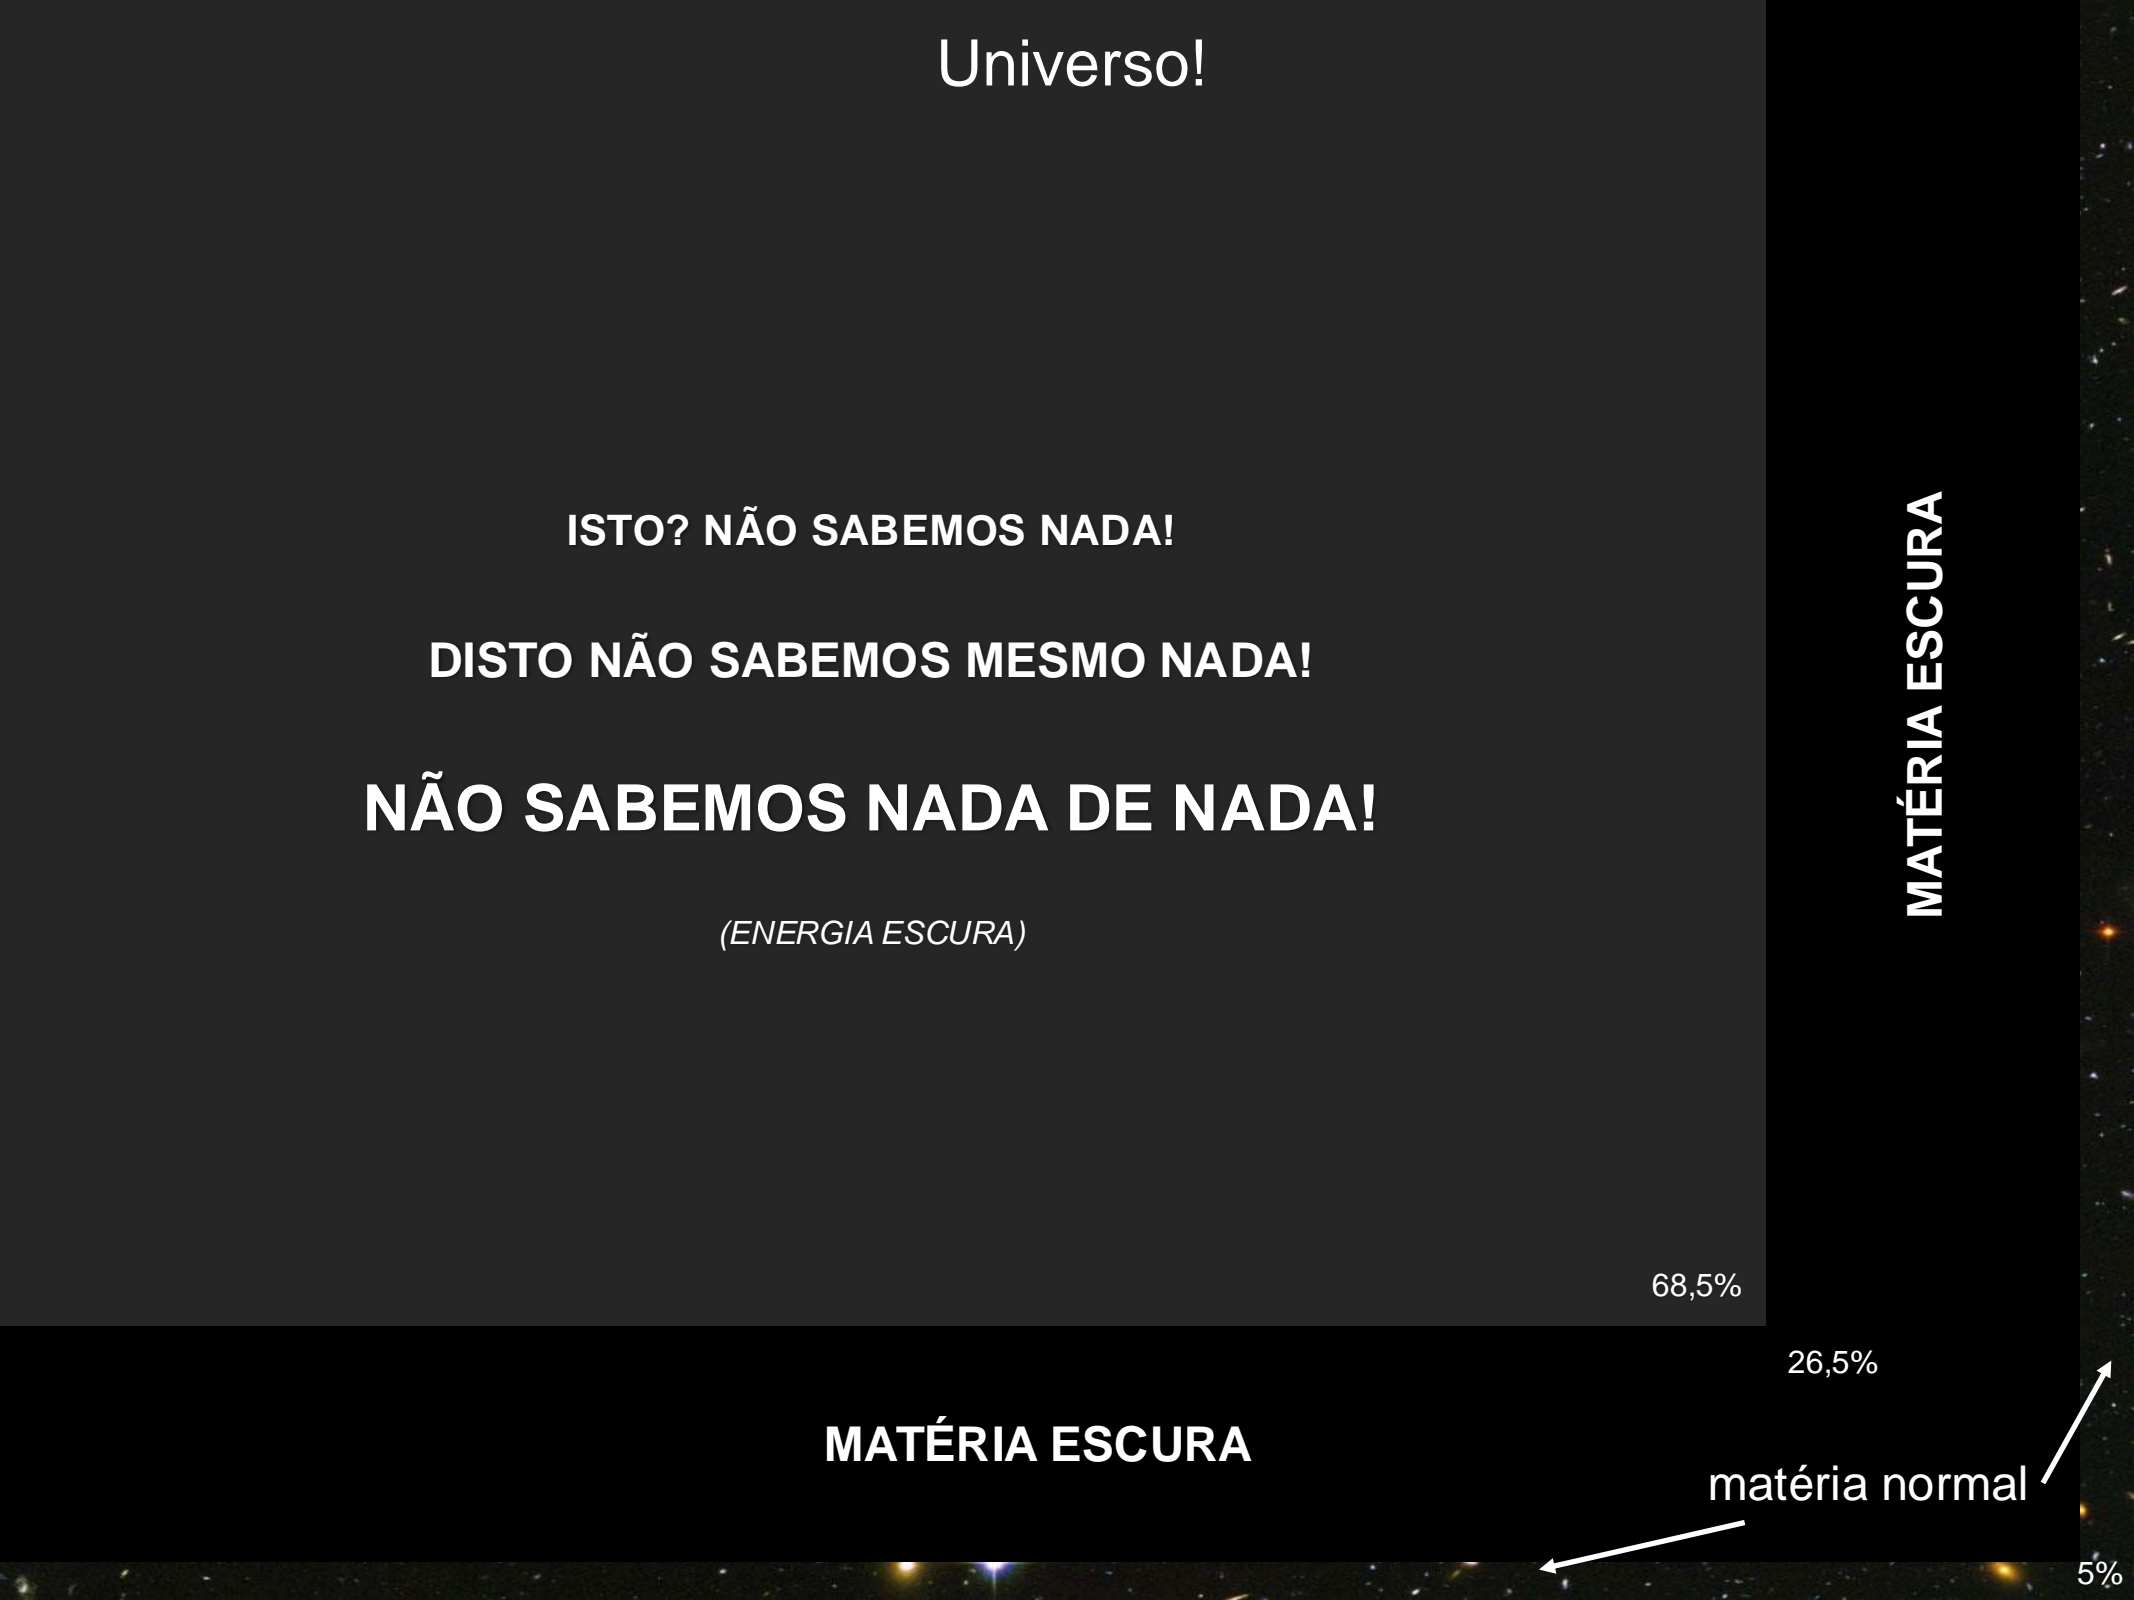 Universo!
ISTO? NÃO SABEMOS NADA!
DISTO NÃO SABEMOS MESMO NADA!
NÃO SABEMOS NADA DE NADA!
(ENERGIA ESCURA)
68,5%
MATÉRIA ESCURA
26,5%
MATÉRIA ESCURA
matéria normal
5%